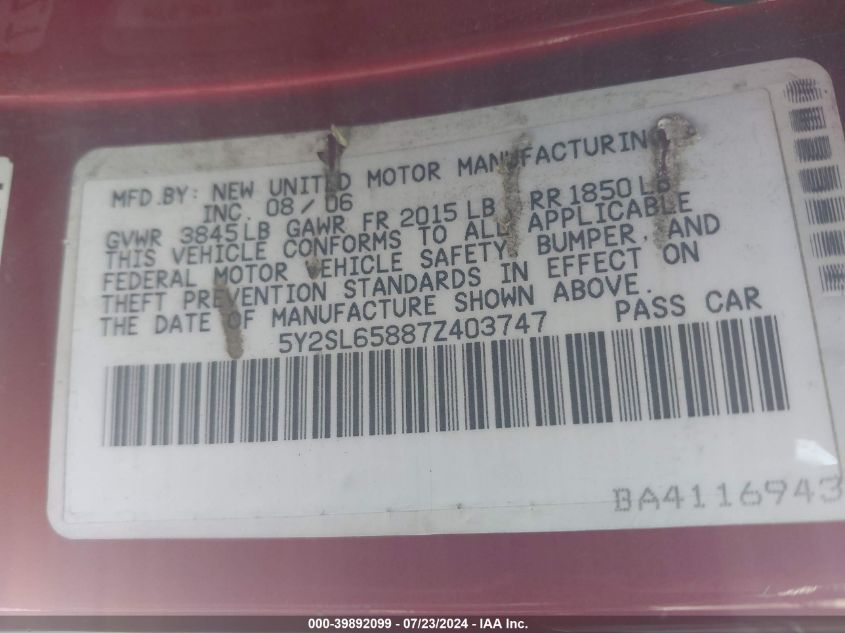 MFD.BY: NEW UNITED MOTOR MANUFACTURING
INC. 08/06
GVWR 3845LB GAWR FR 2015 LB RR 1850 LB
THIS VEHICLE CONFORMS TO ALL APPLICABLE
FEDERAL MOTOR VEHICLE SAFETY, BUMPER, AND
THEFT PREVENTION STANDARDS IN EFFECT ON
THE DATE OF MANUFACTURE SHOWN ABOVE.
5Y2SL65887Z403747 PASS CAR
BA4116943
000-39892099 / 07/23/2024 - IAA Inc.